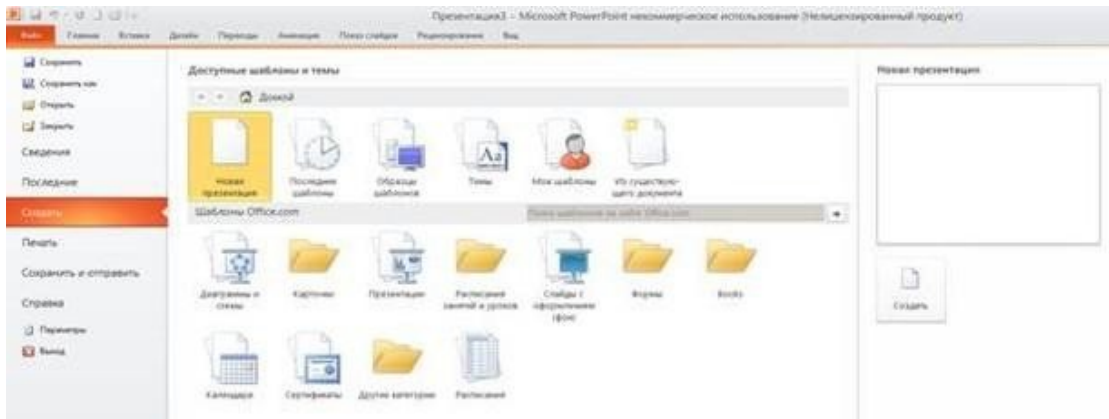 Презентация3 - Microsoft PowerPoint некоммерческое использование (Нелицензированный продукт)
Файл Главная Вставка Дизайн Переходы Анимация Показ слайдов Рецензирование Вид
Сохранить
Сохранить как
Открыть
Закрыть
Сведения
Последние
Создать
Печать
Сохранить и отправить
Справка
Параметры
Выход
Доступные шаблоны и темы
Домой
Новая
презентация
Последние
шаблоны
Образцы
шаблонов
Темы
Мои шаблоны
Из существую-
щего документа
Шаблоны Office.com
Поиск шаблонов на сайте Office.com
Диаграммы и
схемы
Карточки
Презентации
Расписания
занятий и уроков
Слайды с
оформлением
(фон)
Формы
Books
Календари
Сертификаты
Другие категории
Расписания
Новая презентация
Создать